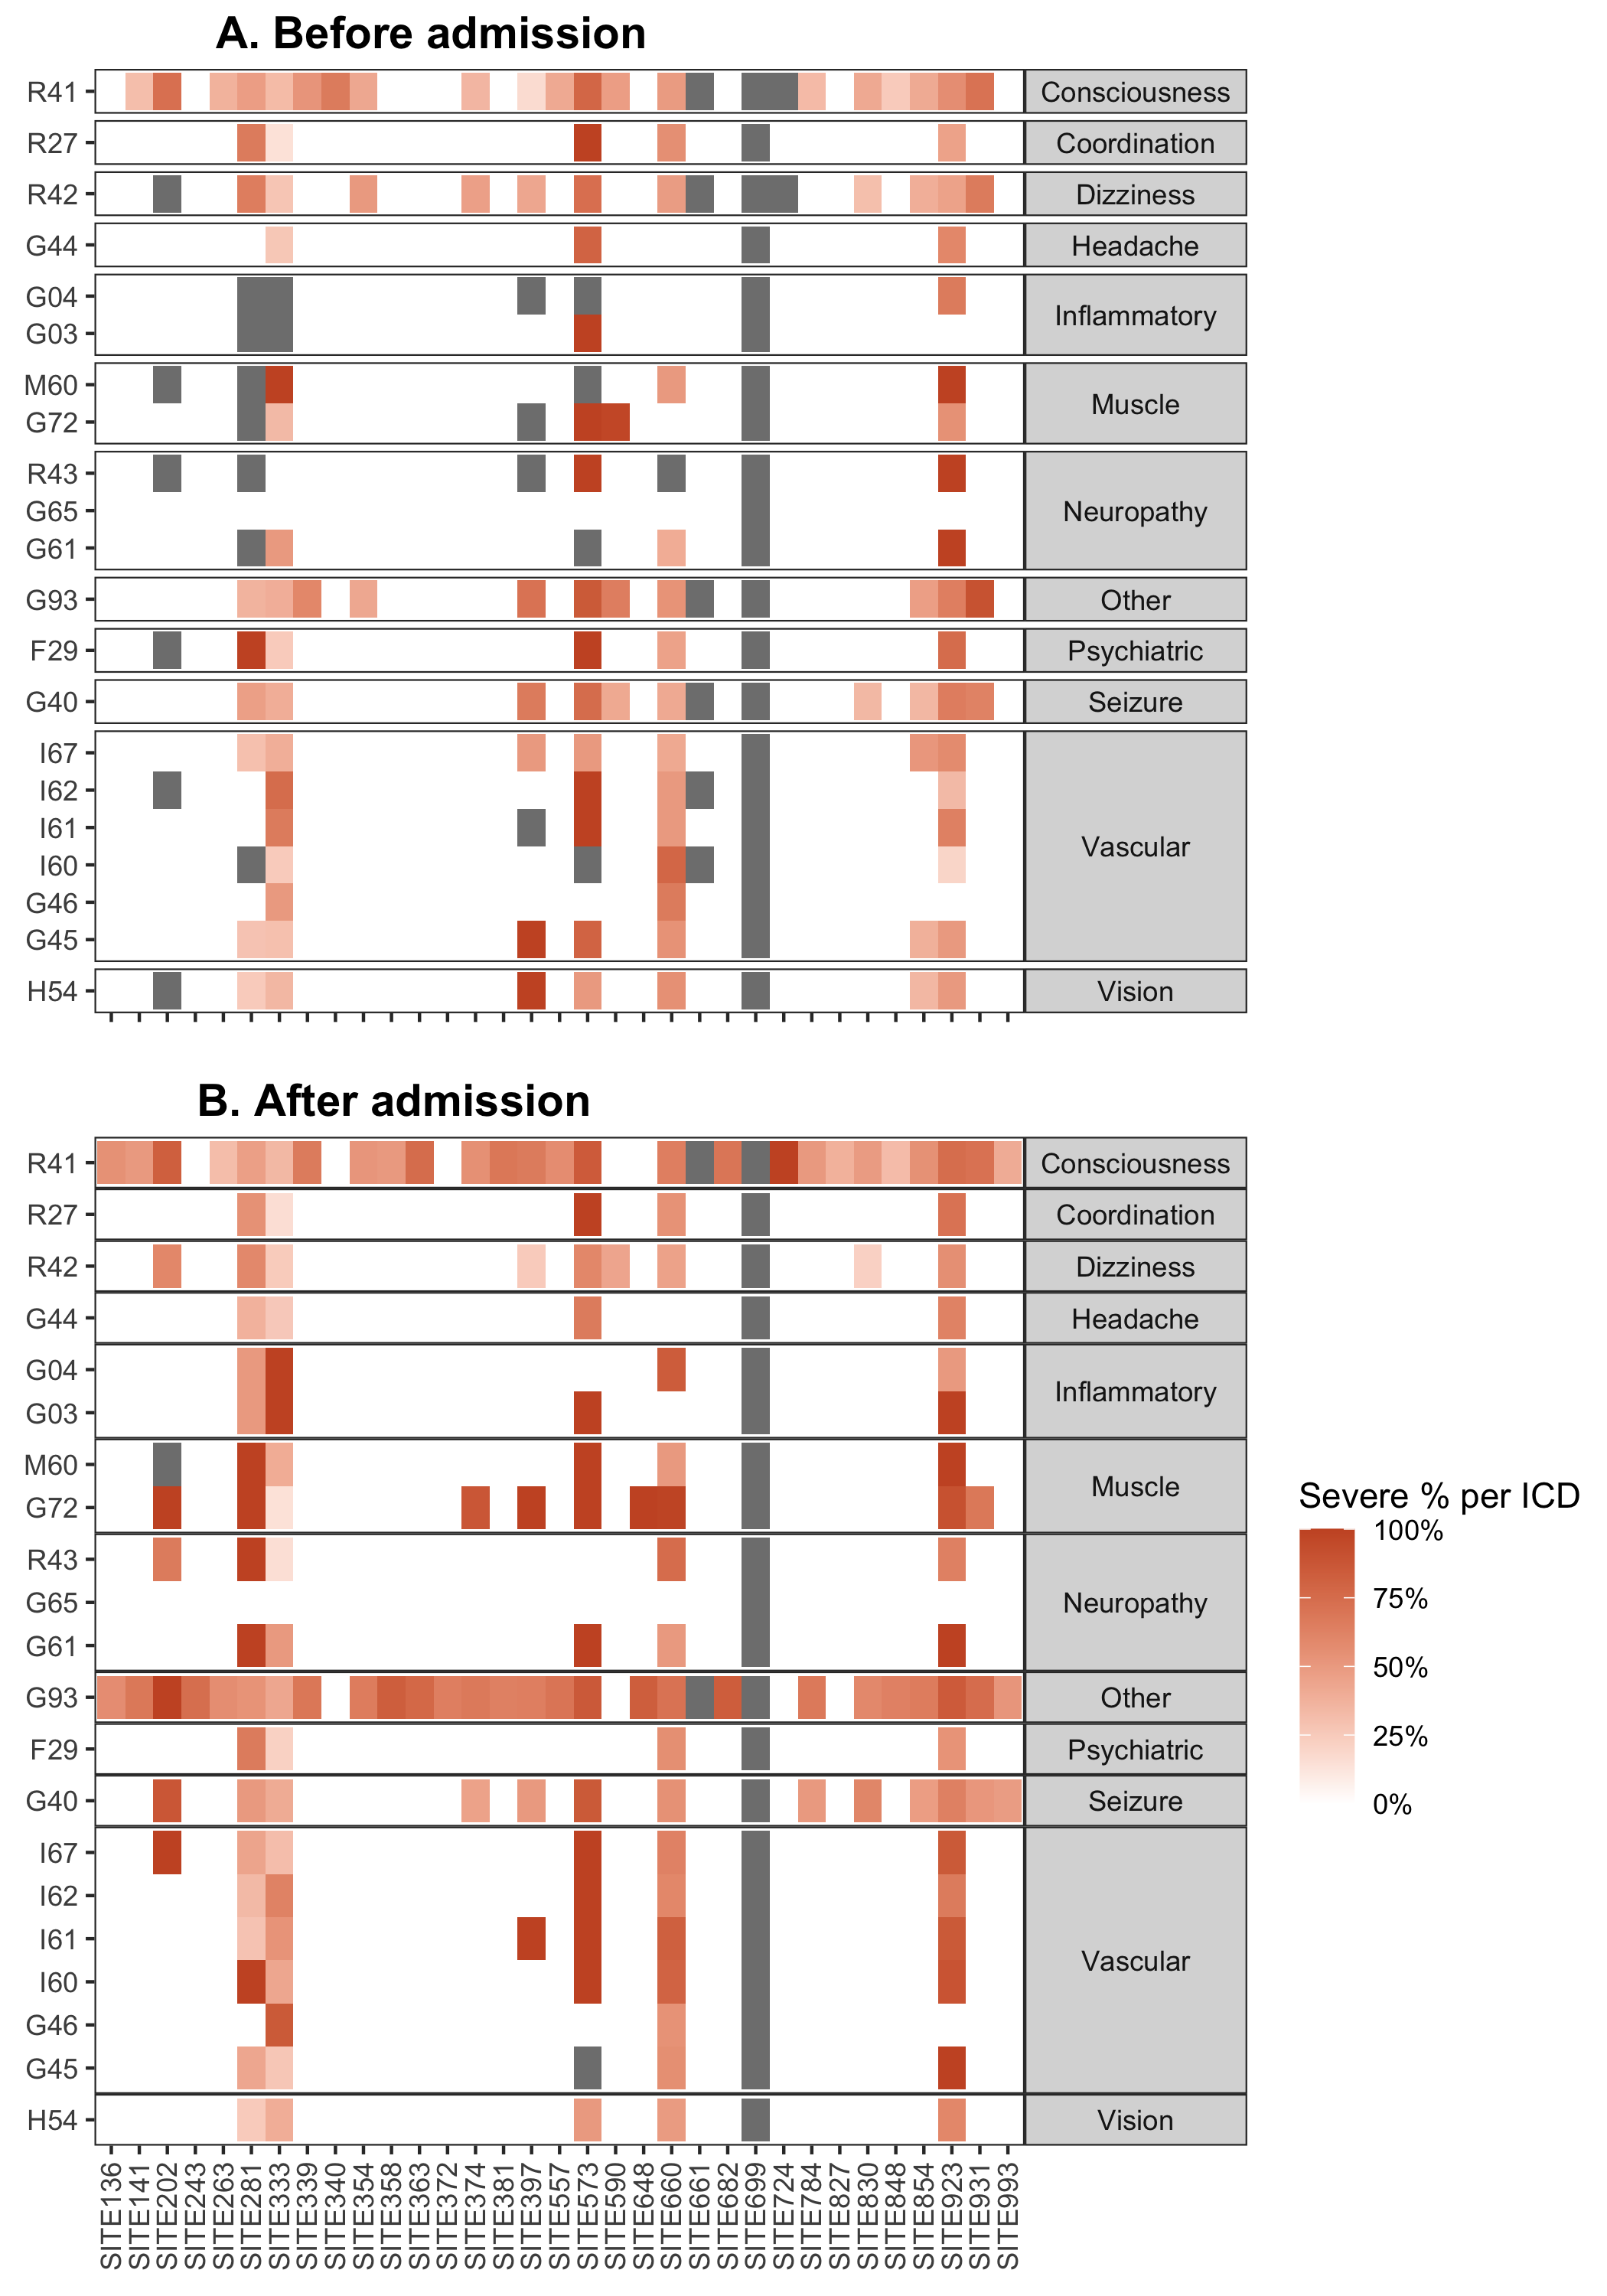 A. Before admission
R41 Consciousness
R27 Coordination
R42 Dizziness
G44 Headache
G04
Inflammatory
G03
M60
Muscle
G72
R43
G65 Neuropathy
G61
G93 Other
F29 Psychiatric
G40 Seizure
I67
I62
I61
Vascular
I60
G46
G45
H54 Vision
B. After admission
R41 Consciousness
R27 Coordination
R42 Dizziness
G44 Headache
G04
Inflammatory
G03
M60
Muscle
G72
R43
G65 Neuropathy
G61
G93 Other
F29 Psychiatric
G40 Seizure
I67
I62
I61
Vascular
I60
G46
G45
H54 Vision
SITE136
SITE141
SITE202
SITE243
SITE263
SITE281
SITE333
SITE339
SITE340
SITE354
SITE358
SITE363
SITE372
SITE374
SITE381
SITE397
SITE557
SITE573
SITE590
SITE648
SITE660
SITE661
SITE682
SITE699
SITE724
SITE784
SITE827
SITE830
SITE848
SITE854
SITE923
SITE931
SITE993
Severe % per ICD
100%
75%
50%
25%
0%